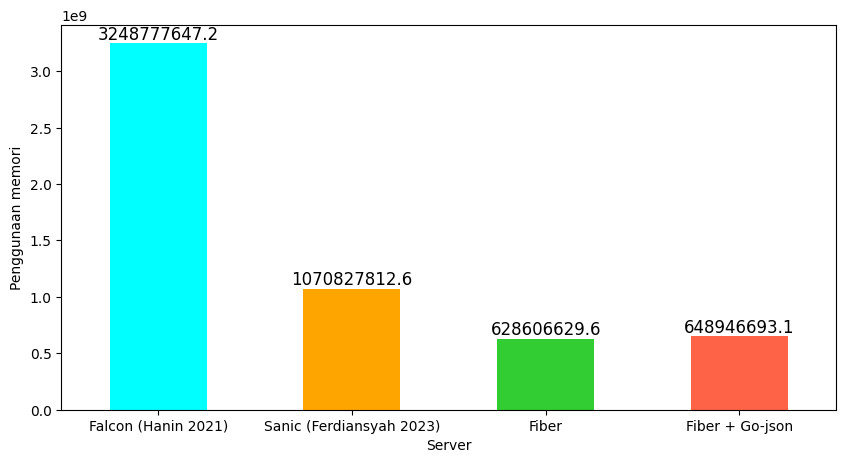 1e9
3248777647.2
3.0
2.5
2.0
1.5
1070827812.6
1.0
628606629.6
648946693.1
0.5
0.0
Penggunaan memori
Falcon (Hanin 2021)
Sanic (Ferdiansyah 2023)
Fiber
Fiber + Go-json
Server